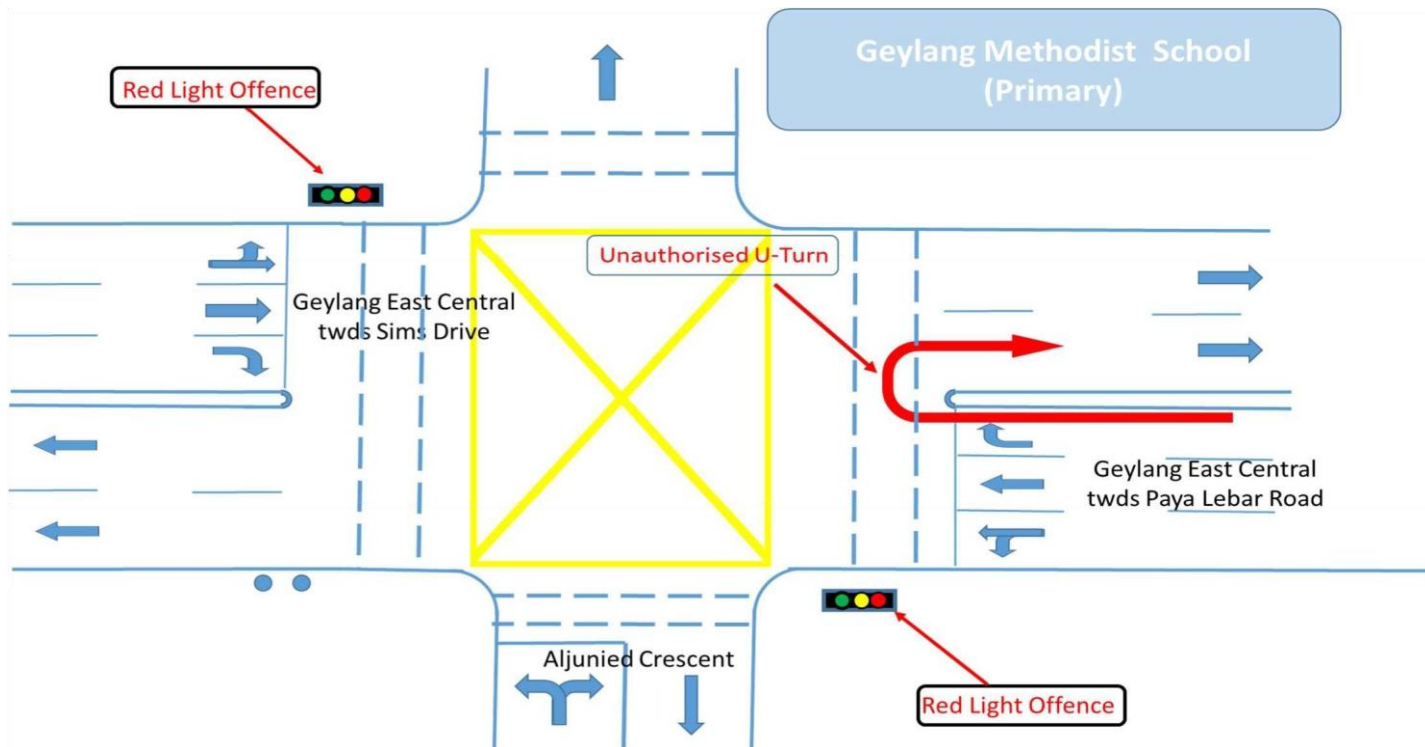 Geylang Methodist School
(Primary)
Red Light Offence
Unauthorised U-Turn
Geylang East Central
twds Sims Drive
Geylang East Central
twds Paya Lebar Road
Aljunied Crescent
Red Light Offence